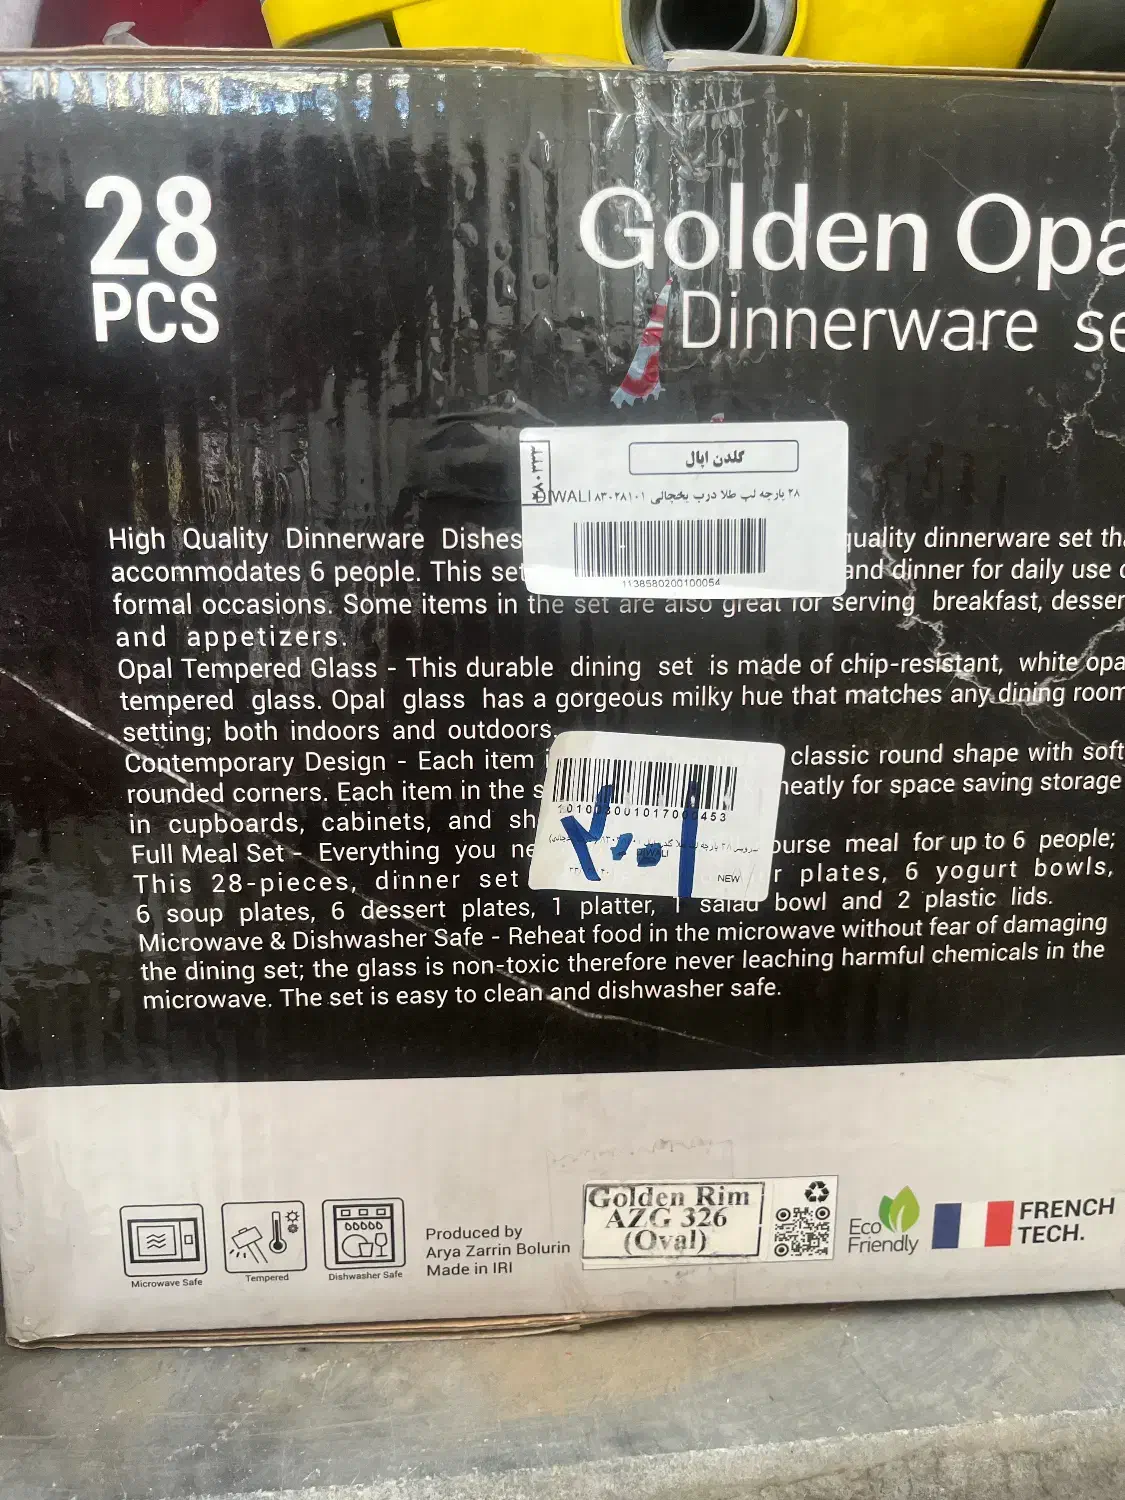 28
PCS
Golden Opa
Dinnerware se
گلدن اپال
۲۸ پارچه لب طلا درب یخچالی ۸۳۰۲۸۱۰۱ DIWALI
1138580200100054
High Quality Dinnerware Dishes quality dinnerware set tha
accommodates 6 people. This set and dinner for daily use o
formal occasions. Some items in the set are also great for serving breakfast, desser
and appetizers.
Opal Tempered Glass - This durable dining set is made of chip-resistant, white opa
tempered glass. Opal glass has a gorgeous milky hue that matches any dining room
setting; both indoors and outdoors.
Contemporary Design - Each item i classic round shape with soft
rounded corners. Each item in the s neatly for space saving storage
in cupboards, cabinets, and sh
Full Meal Set - Everything you ne ourse meal for up to 6 people;
This 28-pieces, dinner set r plates, 6 yogurt bowls,
6 soup plates, 6 dessert plates, 1 platter, 1 salad bowl and 2 plastic lids.
NEW
Microwave & Dishwasher Safe - Reheat food in the microwave without fear of damaging
the dining set; the glass is non-toxic therefore never leaching harmful chemicals in the
microwave. The set is easy to clean and dishwasher safe.
Microwave Safe
Tempered
Dishwasher Safe
Produced by
Arya Zarrin Bolurin
Made in IRI
Golden Rim
AZG 326
(Oval)
Eco
Friendly
FRENCH
TECH.